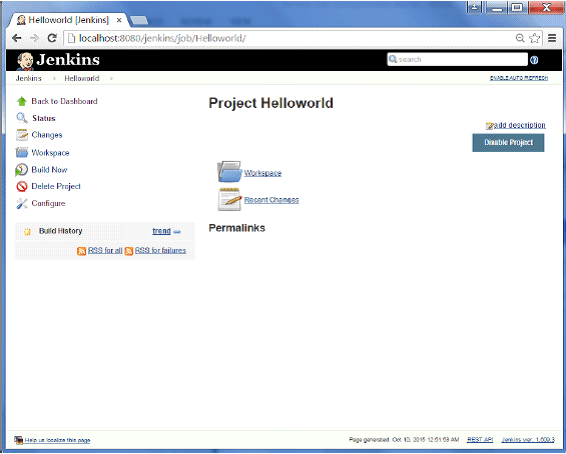 Helloworld [Jenkins]
localhost:8080/jenkins/job/Helloworld/
Jenkins
search
Jenkins Helloworld
ENABLE AUTO REFRESH
Back to Dashboard
Status
Changes
Workspace
Build Now
Delete Project
Configure
Build History trend
RSS for all RSS for failures
Project Helloworld
add description
Disable Project
Workspace
Recent Changes
Permalinks
Help us localize this page
Page generated: Oct 10, 2015 12:51:53 AM REST API Jenkins ver. 1.609.3